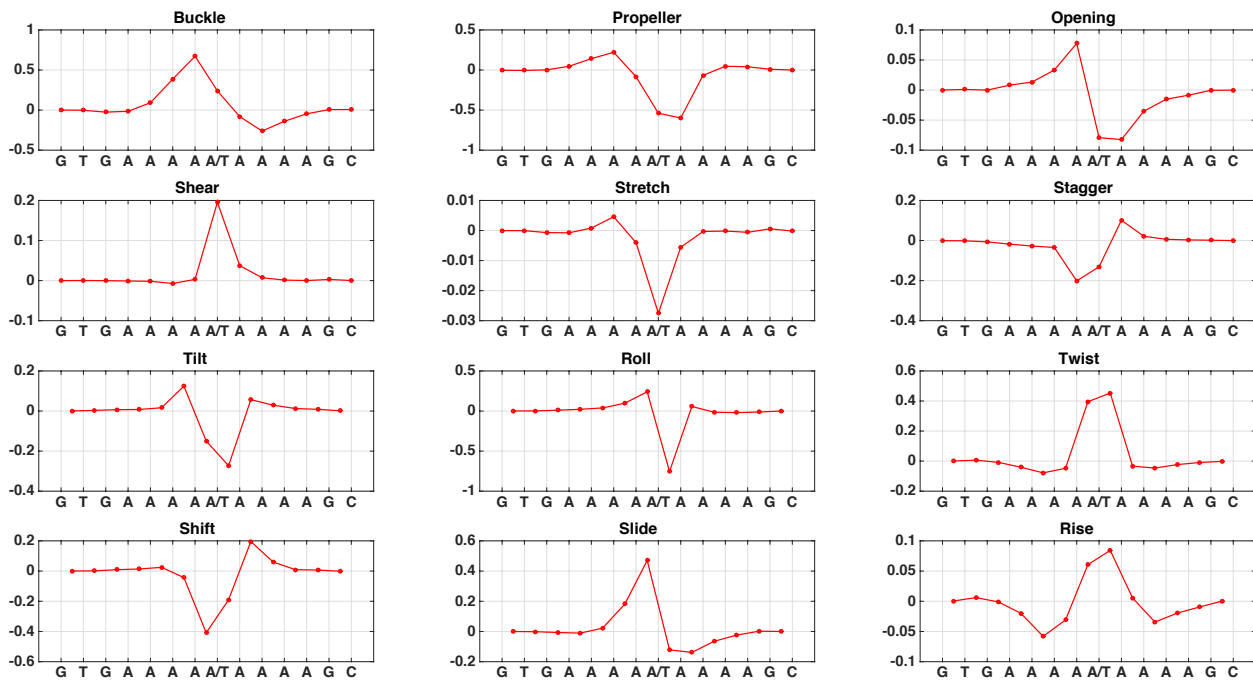 Buckle
1
0.5
0
-0.5
G T G A A A A A/T A A A A G C
Propeller
1
0.5
0
-0.5
-1
G T G A A A A A/T A A A A G C
Opening
0.1
0.05
0
-0.05
-0.1
G T G A A A A A/T A A A A G C
Shear
0.2
0.1
0
-0.1
G T G A A A A A/T A A A A G C
Stretch
0.01
0
-0.01
-0.02
-0.03
G T G A A A A A/T A A A A G C
Stagger
0.2
0
-0.2
-0.4
G T G A A A A A/T A A A A G C
Tilt
0.2
0
-0.2
-0.4
G T G A A A A A/T A A A A G C
Roll
0.5
0
-0.5
-1
G T G A A A A A/T A A A A G C
Twist
0.6
0.4
0.2
0
-0.2
G T G A A A A A/T A A A A G C
Shift
0.2
0
-0.2
-0.4
-0.6
G T G A A A A A/T A A A A G C
Slide
0.6
0.4
0.2
0
-0.2
G T G A A A A A/T A A A A G C
Rise
0.1
0.05
0
-0.05
-0.1
G T G A A A A A/T A A A A G C